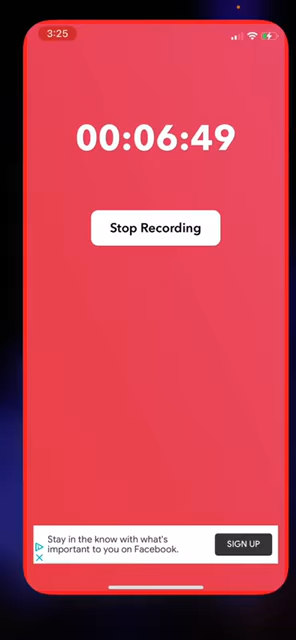 3:25
00:06:49
Stop Recording
Stay in the know with what's
important to you on Facebook.
SIGN UP